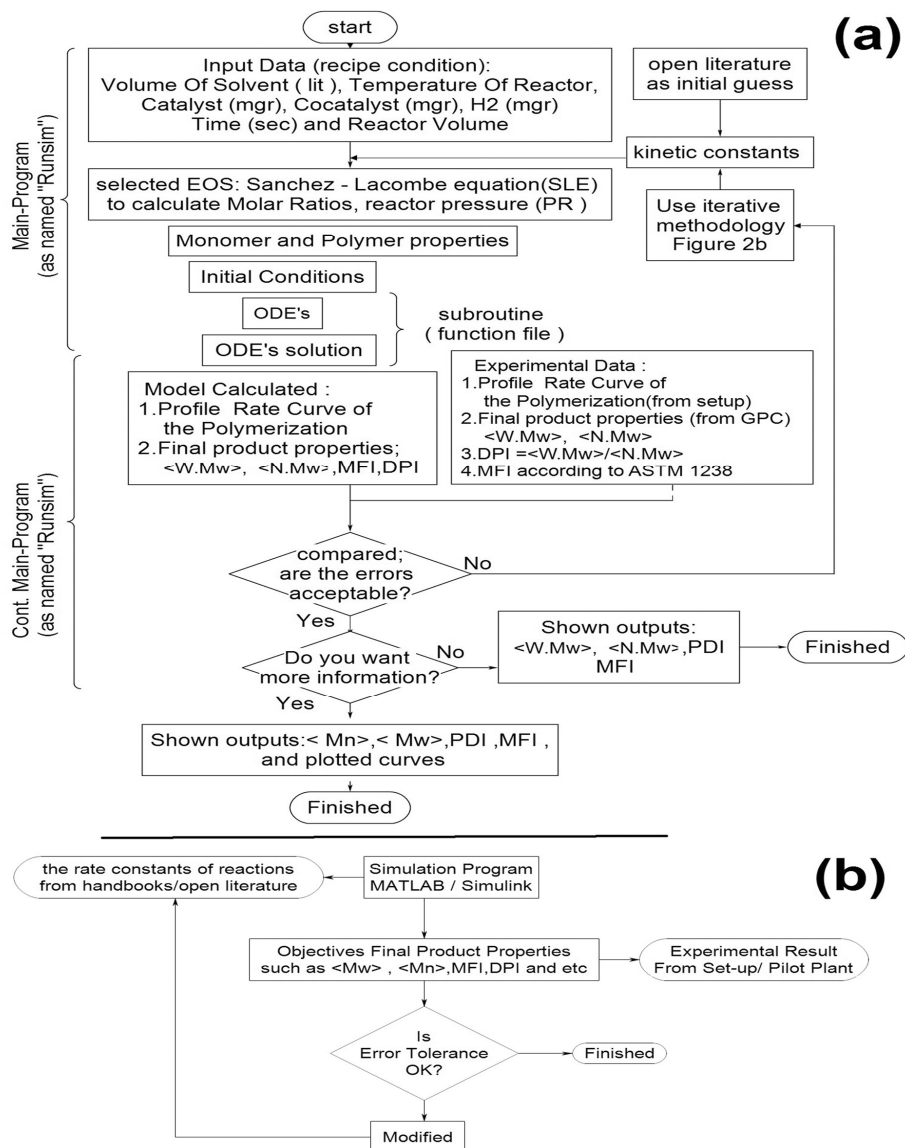 (a)
start
Input Data (recipe condition):
Volume Of Solvent ( lit ), Temperature Of Reactor,
Catalyst (mgr), Cocatalyst (mgr), H2 (mgr)
Time (sec) and Reactor Volume
open literature
as initial guess
kinetic constants
selected EOS: Sanchez - Lacombe equation(SLE)
to calculate Molar Ratios, reactor pressure (PR )
Use iterative
methodology
Figure 2b
Main-Program
(as named "Runsim")
Monomer and Polymer properties
Initial Conditions
ODE's
ODE's solution
subroutine
( function file )
Cont. Main-Program
(as named "Runsim")
Model Calculated :
1.Profile Rate Curve of
the Polymerization
2.Final product properties;
<W.Mw>, <N.Mw>,MFI,DPI
Experimental Data :
1.Profile Rate Curve of
the Polymerization(from setup)
2.Final product properties (from GPC)
<W.Mw>, <N.Mw>
3.DPI =<W.Mw>/<N.Mw>
4.MFI according to ASTM 1238
compared;
are the errors
acceptable?
No
Yes
Do you want
more information?
No
Shown outputs:
<W.Mw>, <N.Mw>,PDI
MFI
Finished
Yes
Shown outputs:< Mn>,< Mw>,PDI ,MFI ,
and plotted curves
Finished
(b)
the rate constants of reactions
from handbooks/open literature
Simulation Program
MATLAB / Simulink
Objectives Final Product Properties
such as <Mw> , <Mn>,MFI,DPI and etc
Experimental Result
From Set-up/ Pilot Plant
Is
Error Tolerance
OK?
Finished
Modified